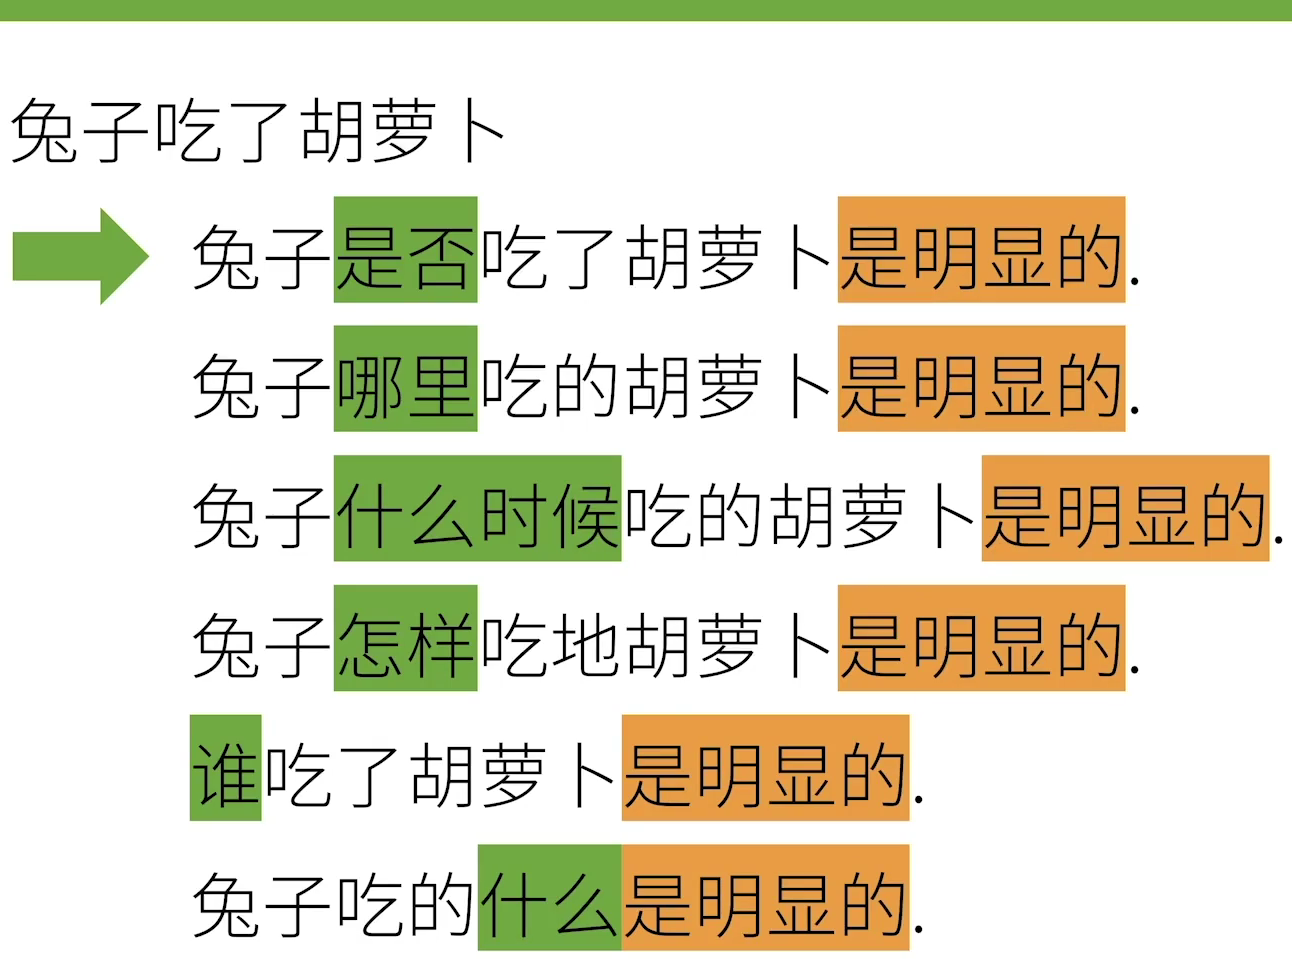 兔子吃了胡萝卜
兔子是否吃了胡萝卜是明显的.
兔子哪里吃的胡萝卜是明显的.
兔子什么时候吃的胡萝卜是明显的.
兔子怎样吃地胡萝卜是明显的.
谁吃了胡萝卜是明显的.
兔子吃的什么是明显的.